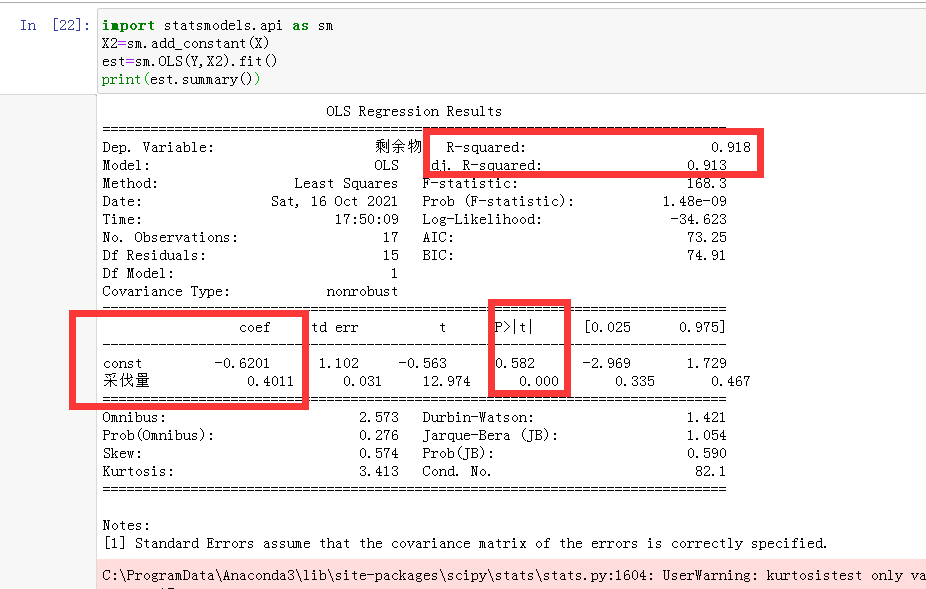 In [22]: import statsmodels.api as sm
X2=sm.add_constant(X)
est=sm.OLS(Y,X2).fit()
print(est.summary())
OLS Regression Results
==============================================================================
Dep. Variable: 剩余物 R-squared: 0.918
Model: OLS dj. R-squared: 0.913
Method: Least Squares F-statistic: 168.3
Date: Sat, 16 Oct 2021 Prob (F-statistic): 1.48e-09
Time: 17:50:09 Log-Likelihood: -34.623
No. Observations: 17 AIC: 73.25
Df Residuals: 15 BIC: 74.91
Df Model: 1
Covariance Type: nonrobust
==============================================================================
coef td err t P>|t| [0.025 0.975]
------------------------------------------------------------------------------
const -0.6201 1.102 -0.563 0.582 -2.969 1.729
采伐量 0.4011 0.031 12.974 0.000 0.335 0.467
==============================================================================
Omnibus: 2.573 Durbin-Watson: 1.421
Prob(Omnibus): 0.276 Jarque-Bera (JB): 1.054
Skew: 0.574 Prob(JB): 0.590
Kurtosis: 3.413 Cond. No. 82.1
==============================================================================
Notes:
[1] Standard Errors assume that the covariance matrix of the errors is correctly specified.
C:\ProgramData\Anaconda3\lib\site-packages\scipy\stats\stats.py:1604: UserWarning: kurtosistest only va